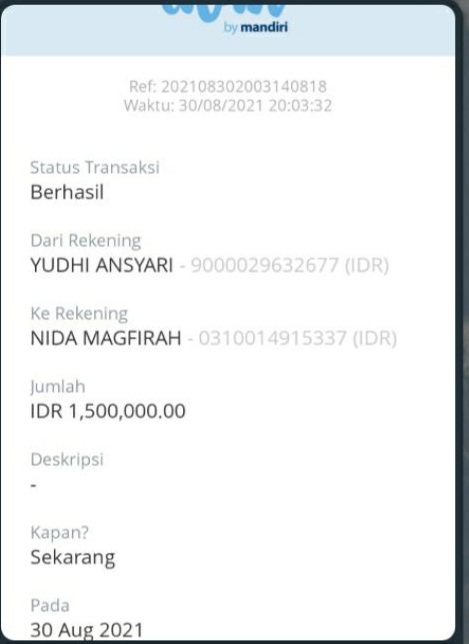 by mandiri
Ref: 202108302003140818
Waktu: 30/08/2021 20:03:32
Status Transaksi
Berhasil
Dari Rekening
YUDHI ANSYARI - 9000029632677 (IDR)
Ke Rekening
NIDA MAGFIRAH - 0310014915337 (IDR)
Jumlah
IDR 1,500,000.00
Deskripsi
-
Kapan?
Sekarang
Pada
30 Aug 2021